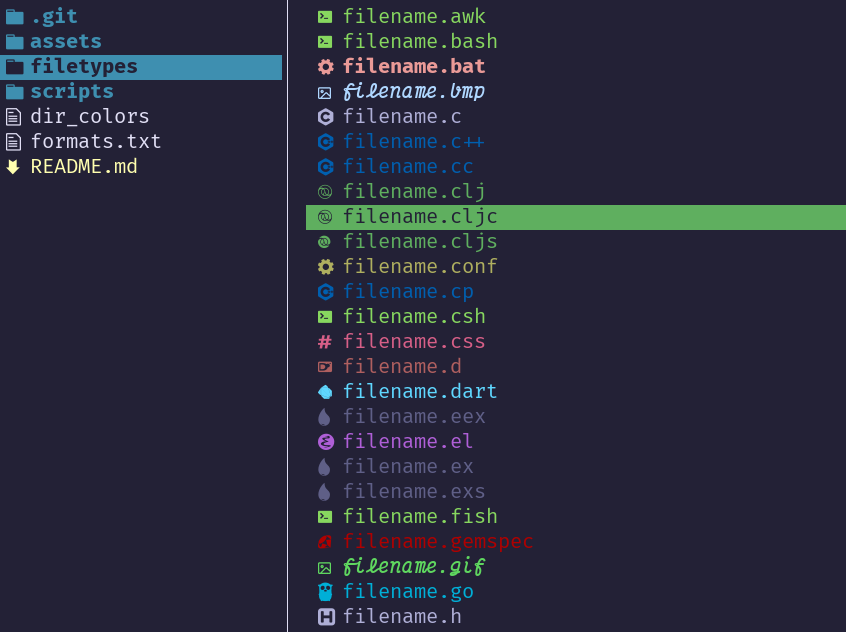 .git
assets
filetypes
scripts
dir_colors
formats.txt
README.md
filename.awk
filename.bash
filename.bat
filename.bmp
filename.c
filename.c++
filename.cc
filename.clj
filename.cljc
filename.cljs
filename.conf
filename.cp
filename.csh
filename.css
filename.d
filename.dart
filename.eex
filename.el
filename.ex
filename.exs
filename.fish
filename.gemspec
filename.gif
filename.go
filename.h